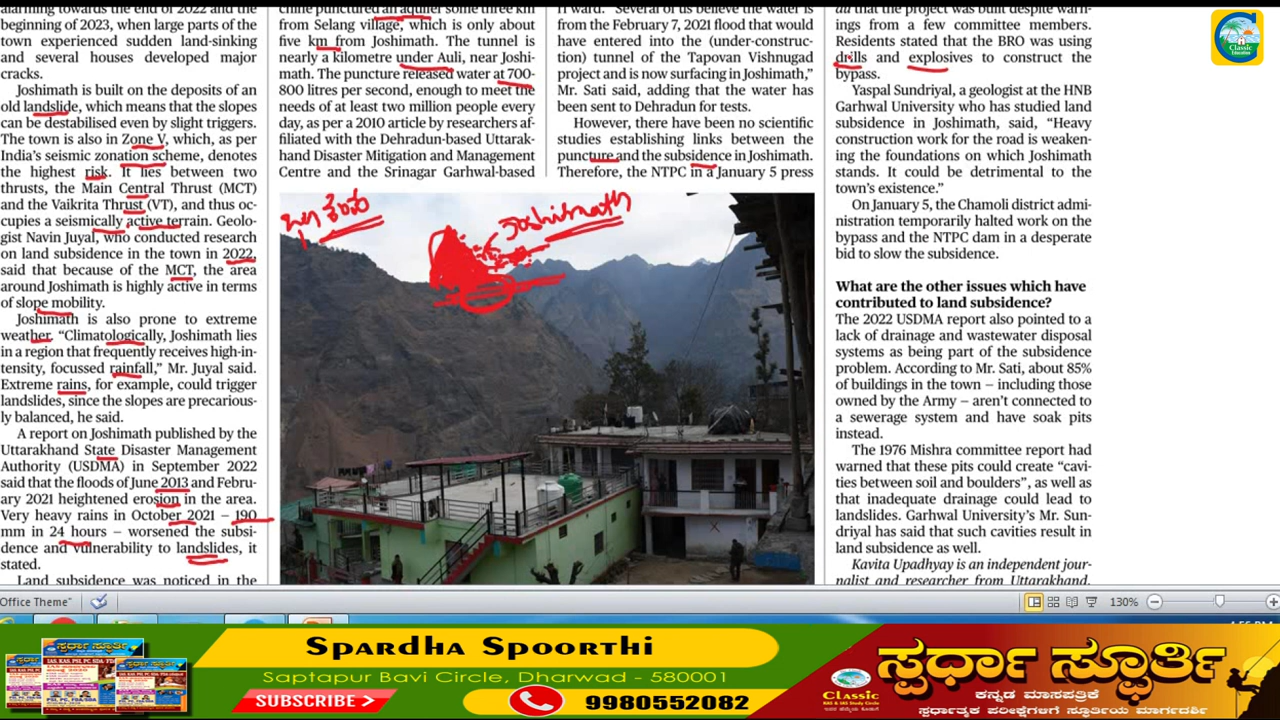 alarming towards the end of 2022 and the
beginning of 2023, when large parts of the
town experienced sudden land-sinking
and several houses developed major
cracks.
Joshimath is built on the deposits of an
old landslide, which means that the slopes
can be destabilised even by slight triggers.
The town is also in Zone V, which, as per
India's seismic zonation scheme, denotes
the highest risk. It lies between two
thrusts, the Main Central Thrust (MCT)
and the Vaikrita Thrust (VT), and thus oc-
cupies a seismically active terrain. Geolo-
gist Navin Juyal, who conducted research
on land subsidence in the town in 2022,
said that because of the MCT, the area
around Joshimath is highly active in terms
of slope mobility.
Joshimath is also prone to extreme
weather. "Climatologically, Joshimath lies
in a region that frequently receives high-in-
tensity, focussed rainfall," Mr. Juyal said.
Extreme rains, for example, could trigger
landslides, since the slopes are precarious-
ly balanced, he said.
A report on Joshimath published by the
Uttarakhand State Disaster Management
Authority (USDMA) in September 2022
said that the floods of June 2013 and Febru-
ary 2021 heightened erosion in the area.
Very heavy rains in October 2021 – 190
mm in 24 hours – worsened the subsi-
dence and vulnerability to landslides, it
stated.
Land subsidence was noticed in the
chine punctured an aquifer some three km
from Selang village, which is only about
five km from Joshimath. The tunnel is
nearly a kilometre under Auli, near Joshi-
math. The puncture released water at 700-
800 litres per second, enough to meet the
needs of at least two million people every
day, as per a 2010 article by researchers af-
filiated with the Dehradun-based Uttarak-
hand Disaster Mitigation and Management
Centre and the Srinagar Garhwal-based
ward. "Several of us believe the water is
from the February 7, 2021 flood that would
have entered into the (under-construc-
tion) tunnel of the Tapovan Vishnugad
project and is now surfacing in Joshimath,"
Mr. Sati said, adding that the water has
been sent to Dehradun for tests.
However, there have been no scientific
studies establishing links between the
puncture and the subsidence in Joshimath.
Therefore, the NTPC in a January 5 press
Joshimath
that the project was built despite warn-
ings from a few committee members.
Residents stated that the BRO was using
drills and explosives to construct the
bypass.
Yaspal Sundriyal, a geologist at the HNB
Garhwal University who has studied land
subsidence in Joshimath, said, "Heavy
construction work for the road is weaken-
ing the foundations on which Joshimath
stands. It could be detrimental to the
town's existence."
On January 5, the Chamoli district admi-
nistration temporarily halted work on the
bypass and the NTPC dam in a desperate
bid to slow the subsidence.
What are the other issues which have
contributed to land subsidence?
The 2022 USDMA report also pointed to a
lack of drainage and wastewater disposal
systems as being part of the subsidence
problem. According to Mr. Sati, about 85%
of buildings in the town – including those
owned by the Army – aren't connected to
a sewerage system and have soak pits
instead.
The 1976 Mishra committee report had
warned that these pits could create "cavi-
ties between soil and boulders", as well as
that inadequate drainage could lead to
landslides. Garhwal University's Mr. Sun-
driyal has said that such cavities result in
land subsidence as well.
Kavita Upadhyay is an independent jour-
nalist and researcher from Uttarakhand.
Classic
Education
Office Theme"
130%
4:55 PM
Spardha Spoorthi
Saptapur Bavi Circle, Dharwad - 580001
SUBSCRIBE
9980552082
Classic
IAS & KAS Study Circle
ಸ್ಪರ್ಧಾ ಸ್ಫೂರ್ತಿ
ಕನ್ನಡ ಮಾಸಪತ್ರಿಕೆ
ಸ್ಪರ್ಧಾತ್ಮಕ ಪರೀಕ್ಷೆಗಳಿಗೆ ಸ್ಫೂರ್ತಿಯ ಮಾರ್ಗದರ್ಶಿ